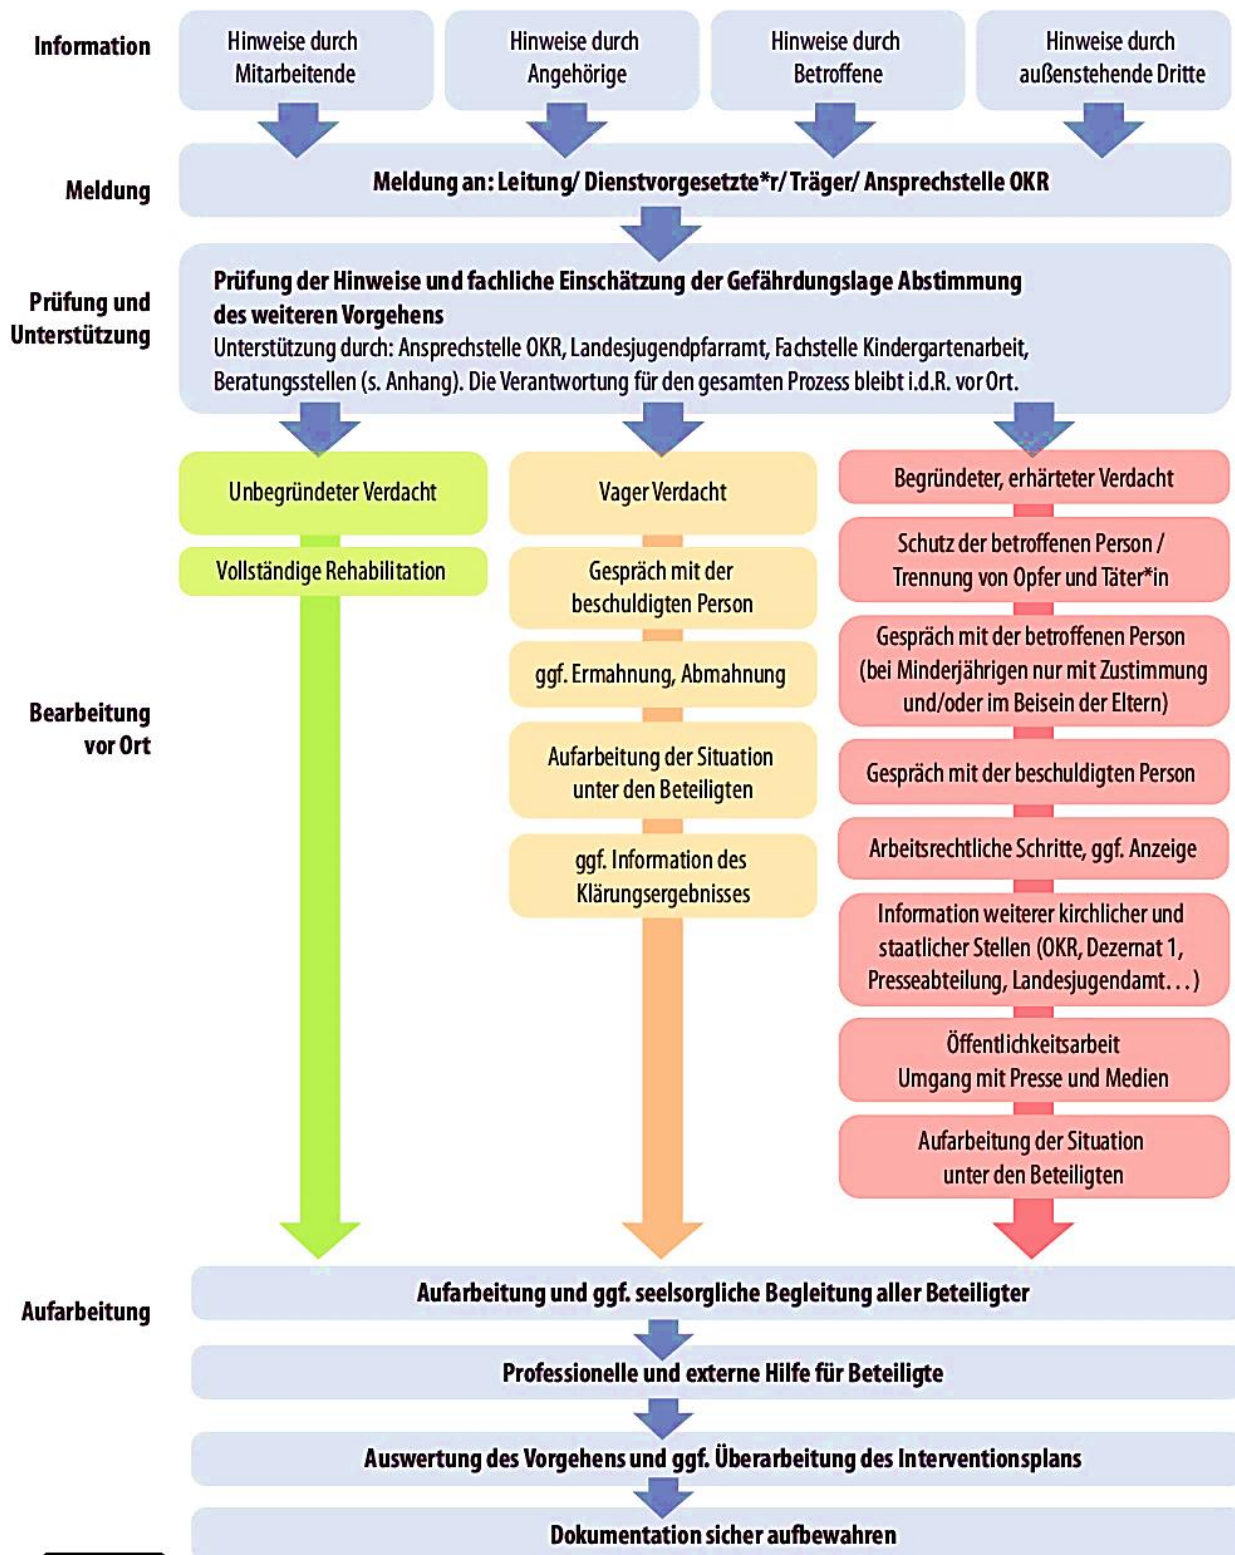 Information
Hinweise durch
Mitarbeitende
Hinweise durch
Angehörige
Hinweise durch
Betroffene
Hinweise durch
außenstehende Dritte
Meldung
Meldung an: Leitung/ Dienstvorgesetzte*r/ Träger/ Ansprechstelle OKR
Prüfung und
Unterstützung
Prüfung der Hinweise und fachliche Einschätzung der Gefährdungslage Abstimmung
des weiteren Vorgehens
Unterstützung durch: Ansprechstelle OKR, Landesjugendpfarramt, Fachstelle Kindergartenarbeit,
Beratungsstellen (s. Anhang). Die Verantwortung für den gesamten Prozess bleibt i.d.R. vor Ort.
Bearbeitung
vor Ort
Unbegründeter Verdacht
Vollständige Rehabilitation
Vager Verdacht
Gespräch mit der
beschuldigten Person
ggf. Ermahnung, Abmahnung
Aufarbeitung der Situation
unter den Beteiligten
ggf. Information des
Klärungsergebnisses
Begründeter, erhärteter Verdacht
Schutz der betroffenen Person /
Trennung von Opfer und Täter*in
Gespräch mit der betroffenen Person
(bei Minderjährigen nur mit Zustimmung
und/oder im Beisein der Eltern)
Gespräch mit der beschuldigten Person
Arbeitsrechtliche Schritte, ggf. Anzeige
Information weiterer kirchlicher und
staatlicher Stellen (OKR, Dezernat 1,
Presseabteilung, Landesjugendamt…)
Öffentlichkeitsarbeit
Umgang mit Presse und Medien
Aufarbeitung der Situation
unter den Beteiligten
Aufarbeitung
Aufarbeitung und ggf. seelsorgliche Begleitung aller Beteiligter
Professionelle und externe Hilfe für Beteiligte
Auswertung des Vorgehens und ggf. Überarbeitung des Interventionsplans
Dokumentation sicher aufbewahren